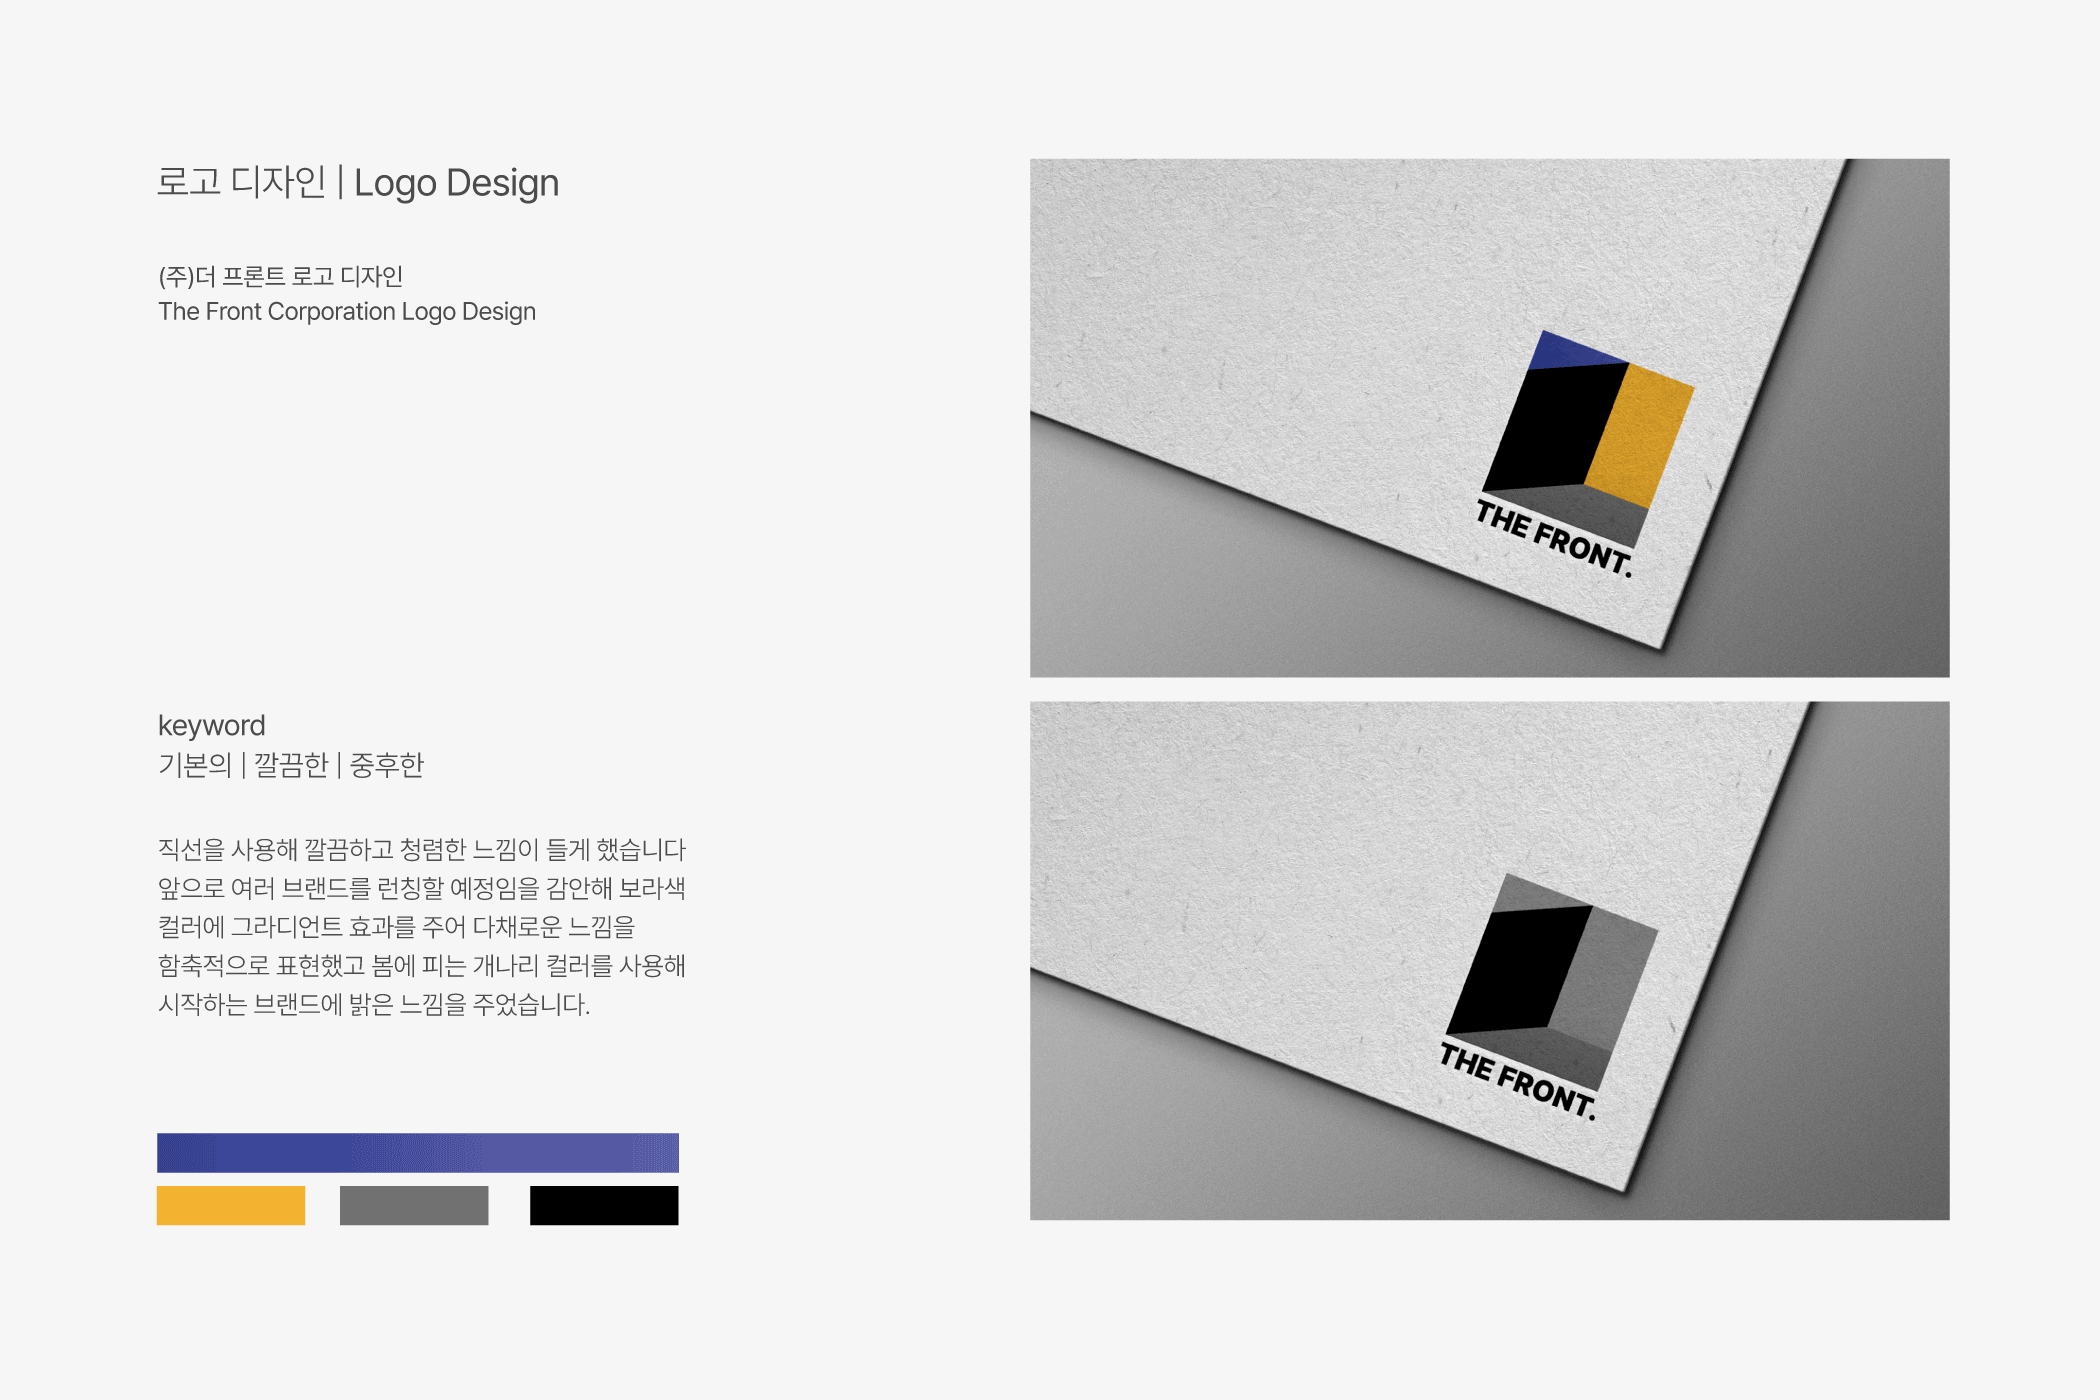 로고 디자인 | Logo Design
(주)더 프론트 로고 디자인
The Front Corporation Logo Design
keyword
기본의 | 깔끔한 | 중후한
직선을 사용해 깔끔하고 청렴한 느낌이 들게 했습니다
앞으로 여러 브랜드를 런칭할 예정임을 감안해 보라색
컬러에 그라디언트 효과를 주어 다채로운 느낌을
함축적으로 표현했고 봄에 피는 개나리 컬러를 사용해
시작하는 브랜드에 밝은 느낌을 주었습니다.
THE FRONT.
THE FRONT.